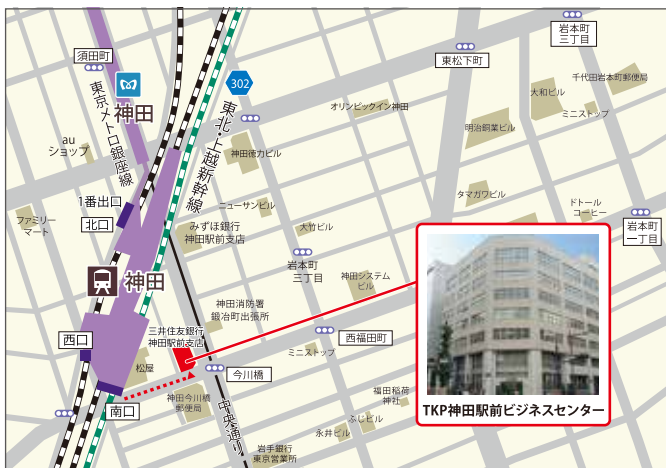 岩本町
三丁目
須田町
東松下町
302
千代田岩本町郵便局
大和ビル
ミニストップ
神田
東京メトロ銀座線
東北・上越新幹線
オリンピックイン神田
明治銅業ビル
au
ショップ
神田徳力ビル
1番出口
北口
ニューサンビル
タマガワビル
ドトール
コーヒー
ファミリー
マート
みずほ銀行
神田駅前支店
大竹ビル
岩本町
一丁目
神田
岩本町
三丁目
神田システム
ビル
神田消防署
鍛冶町出張所
三井住友銀行
神田駅前支店
西口
西福田町
松屋
ミニストップ
今川橋
南口
神田今川橋
郵便局
中央通り
福田稲荷
神社
ふじビル
永井ビル
岩手銀行
東京営業所
TKP神田駅前ビジネスセンター